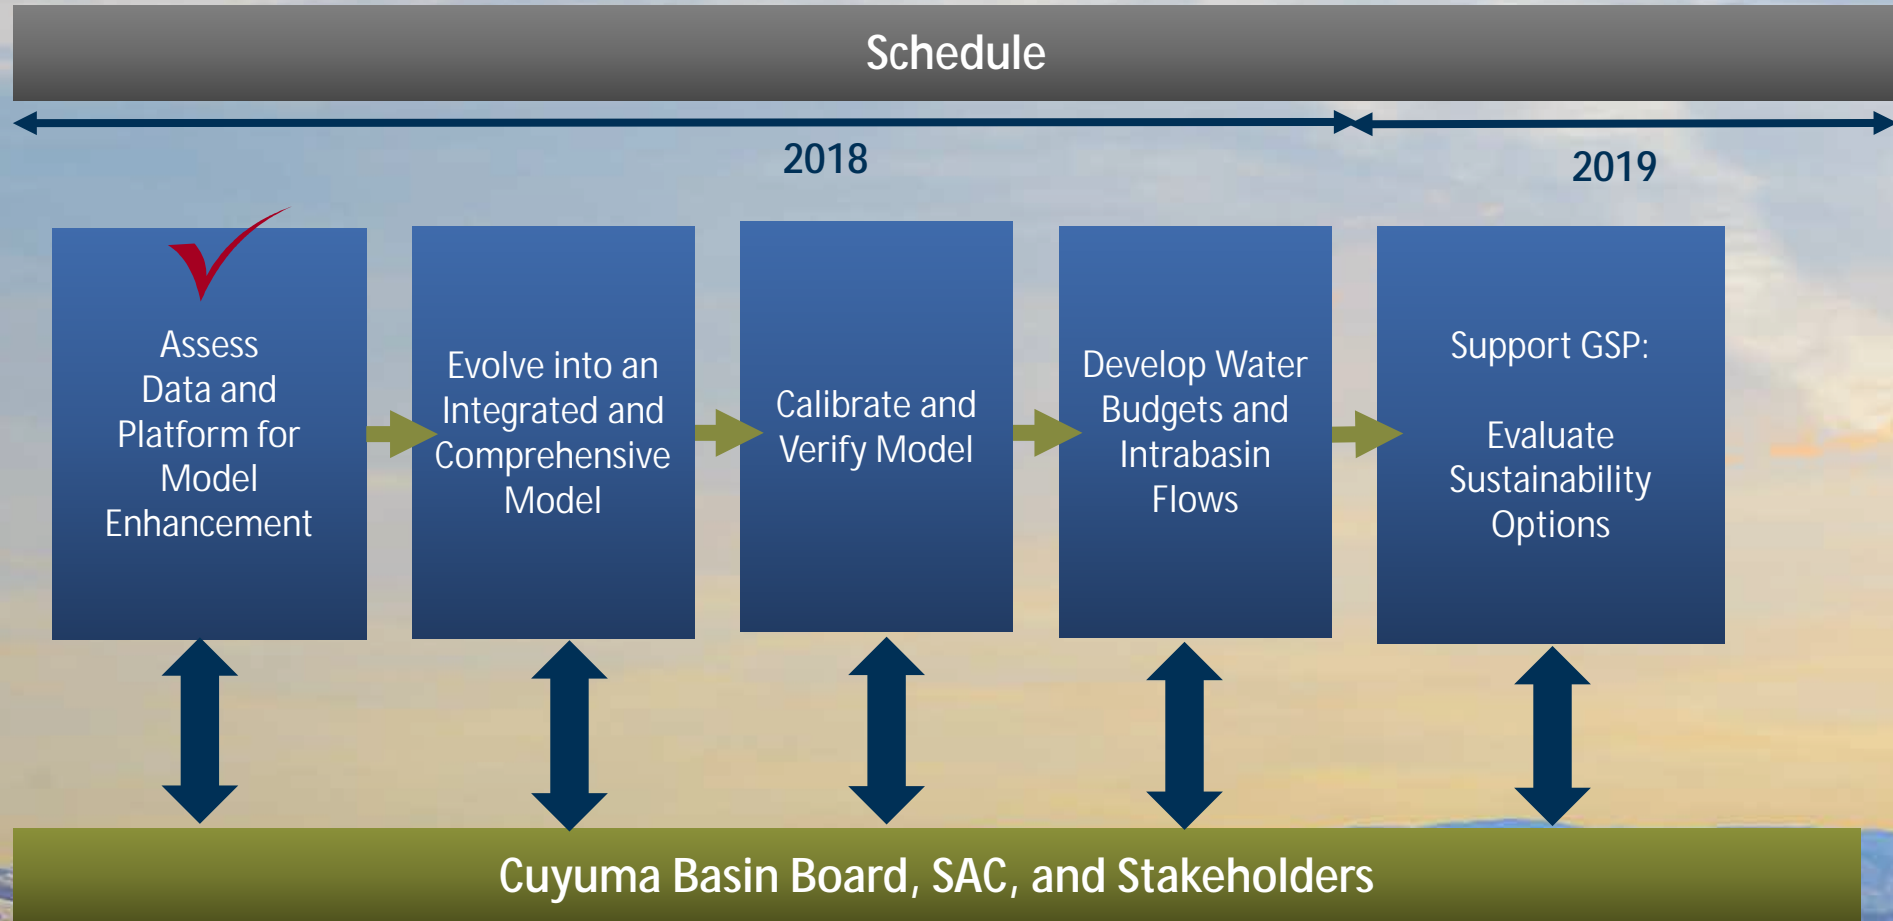 Schedule
2018
2019
Assess
Data and
Platform for
Model
Enhancement
Evolve into an
Integrated and
Comprehensive
Model
Calibrate and
Verify Model
Develop Water
Budgets and
Intrabasin
Flows
Support GSP:
Evaluate
Sustainability
Options
Cuyuma Basin Board, SAC, and Stakeholders